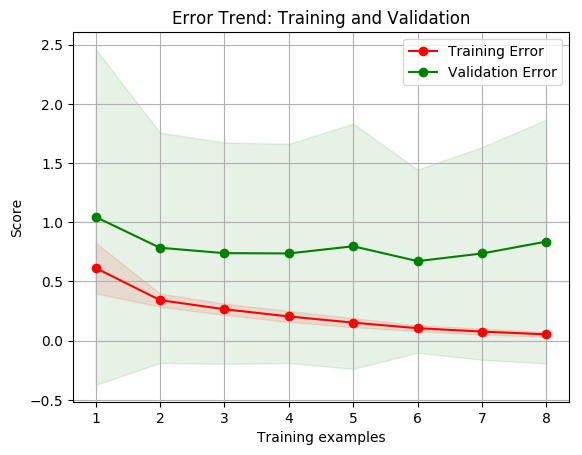 Error Trend: Training and Validation
Training Error
Validation Error
2.5
2.0
1.5
1.0
0.5
0.0
−0.5
Score
1 2 3 4 5 6 7 8
Training examples